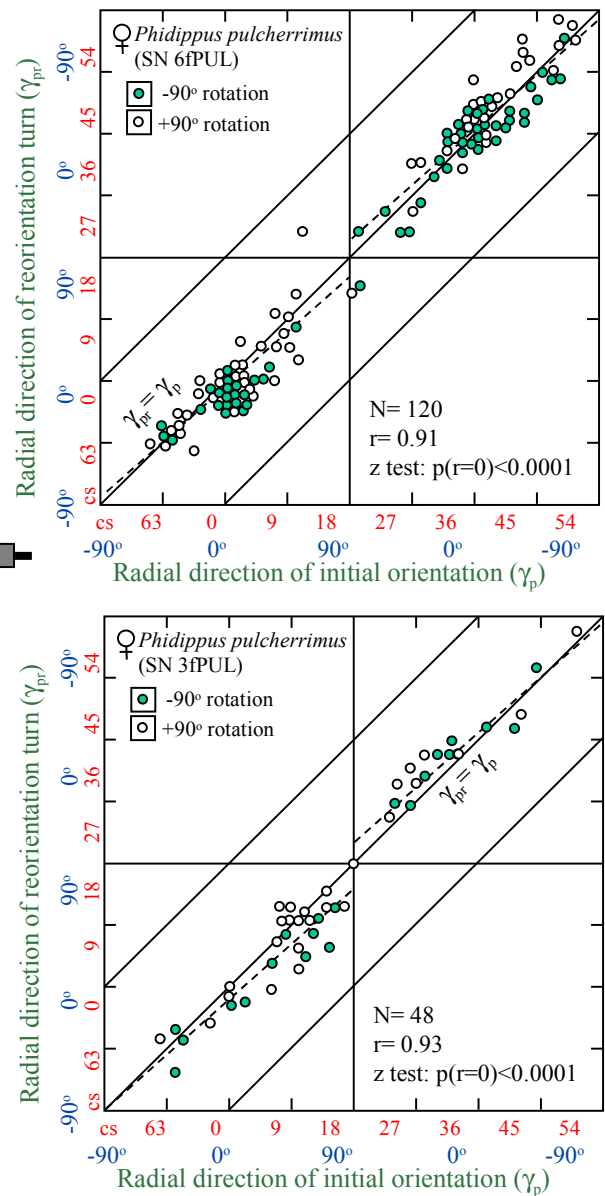 ♀ Phidippus pulcherrimus
(SN 6fPUL)
-90° rotation
+90° rotation
Radial direction of reorientation turn (γpr)
-90° 0° 90° 0° -90°
54 45 36 27 18 9 0 63 cs
γpr = γp
N= 120
r= 0.91
z test: p(r=0)<0.0001
cs 63 0 9 18 27 36 45 54
-90° 0° 90° 0° -90°
Radial direction of initial orientation (γp)
♀ Phidippus pulcherrimus
(SN 3fPUL)
-90° rotation
+90° rotation
Radial direction of reorientation turn (γpr)
-90° 0° 90° 0° -90°
54 45 36 27 18 9 0 63 cs
γpr = γp
N= 48
r= 0.93
z test: p(r=0)<0.0001
cs 63 0 9 18 27 36 45 54
-90° 0° 90° 0° -90°
Radial direction of initial orientation (γp)